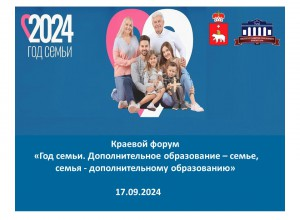 2024
ГОД СЕМЬИ
Краевой форум
«Год семьи. Дополнительное образование – семье,
семья - дополнительному образованию»
17.09.2024